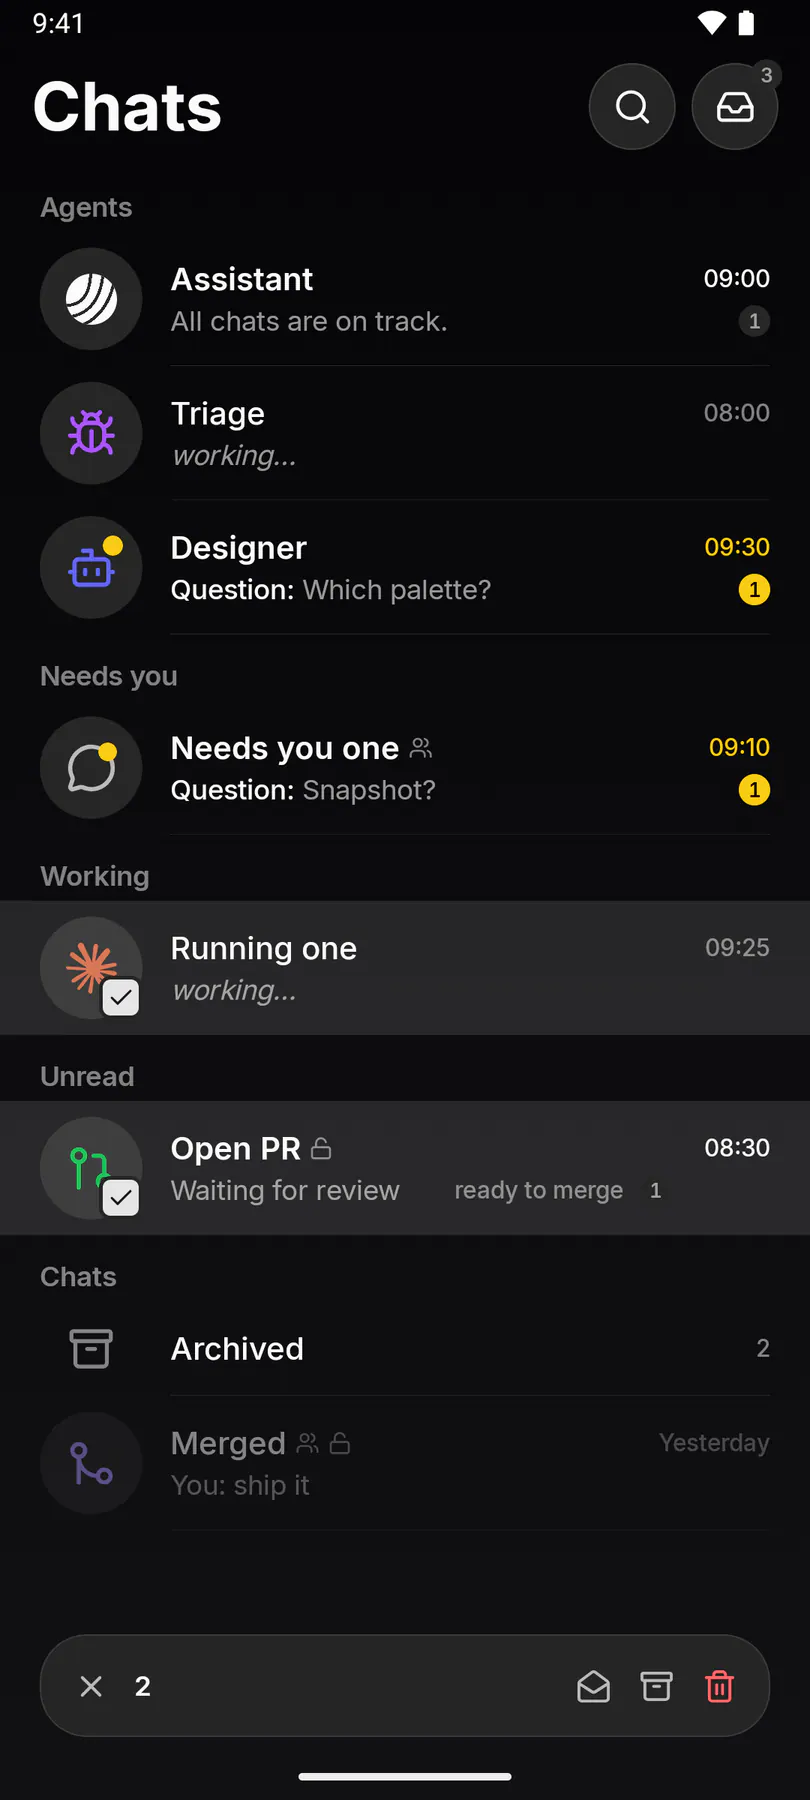 9:41
Chats
3
Agents
Assistant
09:00
All chats are on track.
1
Triage
08:00
working...
Designer
09:30
Question: Which palette?
1
Needs you
Needs you one
09:10
Question: Snapshot?
1
Working
Running one
09:25
working...
Unread
Open PR
08:30
Waiting for review
ready to merge
1
Chats
Archived
2
Merged
Yesterday
You: ship it
2